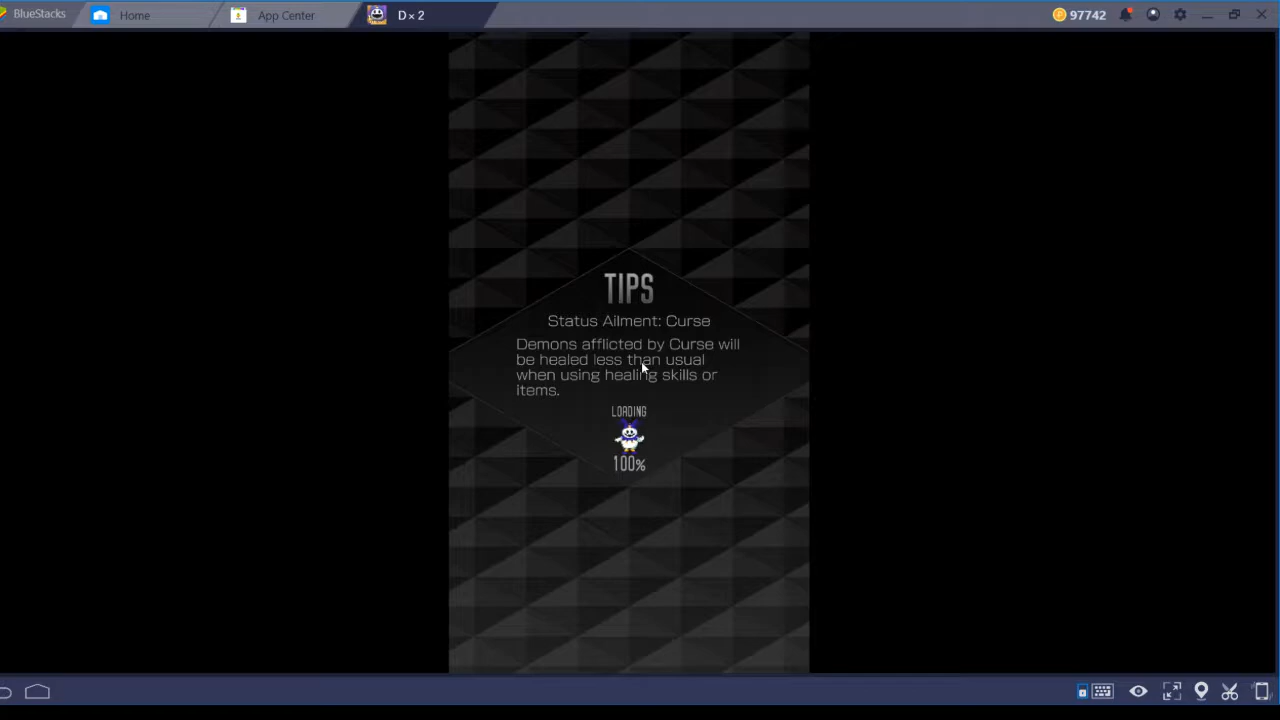 BlueStacks
Home
App Center
D×2
97742
TIPS
Status Ailment: Curse
Demons afflicted by Curse will
be healed less than usual
when using healing skills or
items.
LOADING
100%